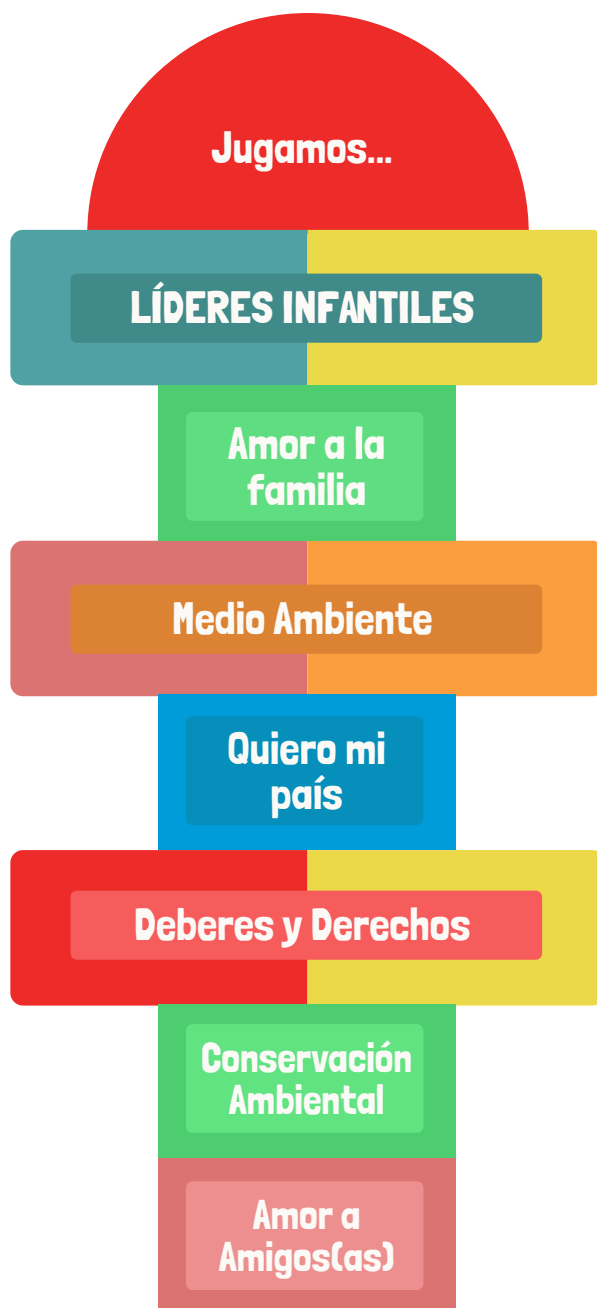 Jugamos...
LÍDERES INFANTILES
Amor a la
familia
Medio Ambiente
Quiero mi
país
Deberes y Derechos
Conservación
Ambiental
Amor a
Amigos(as)